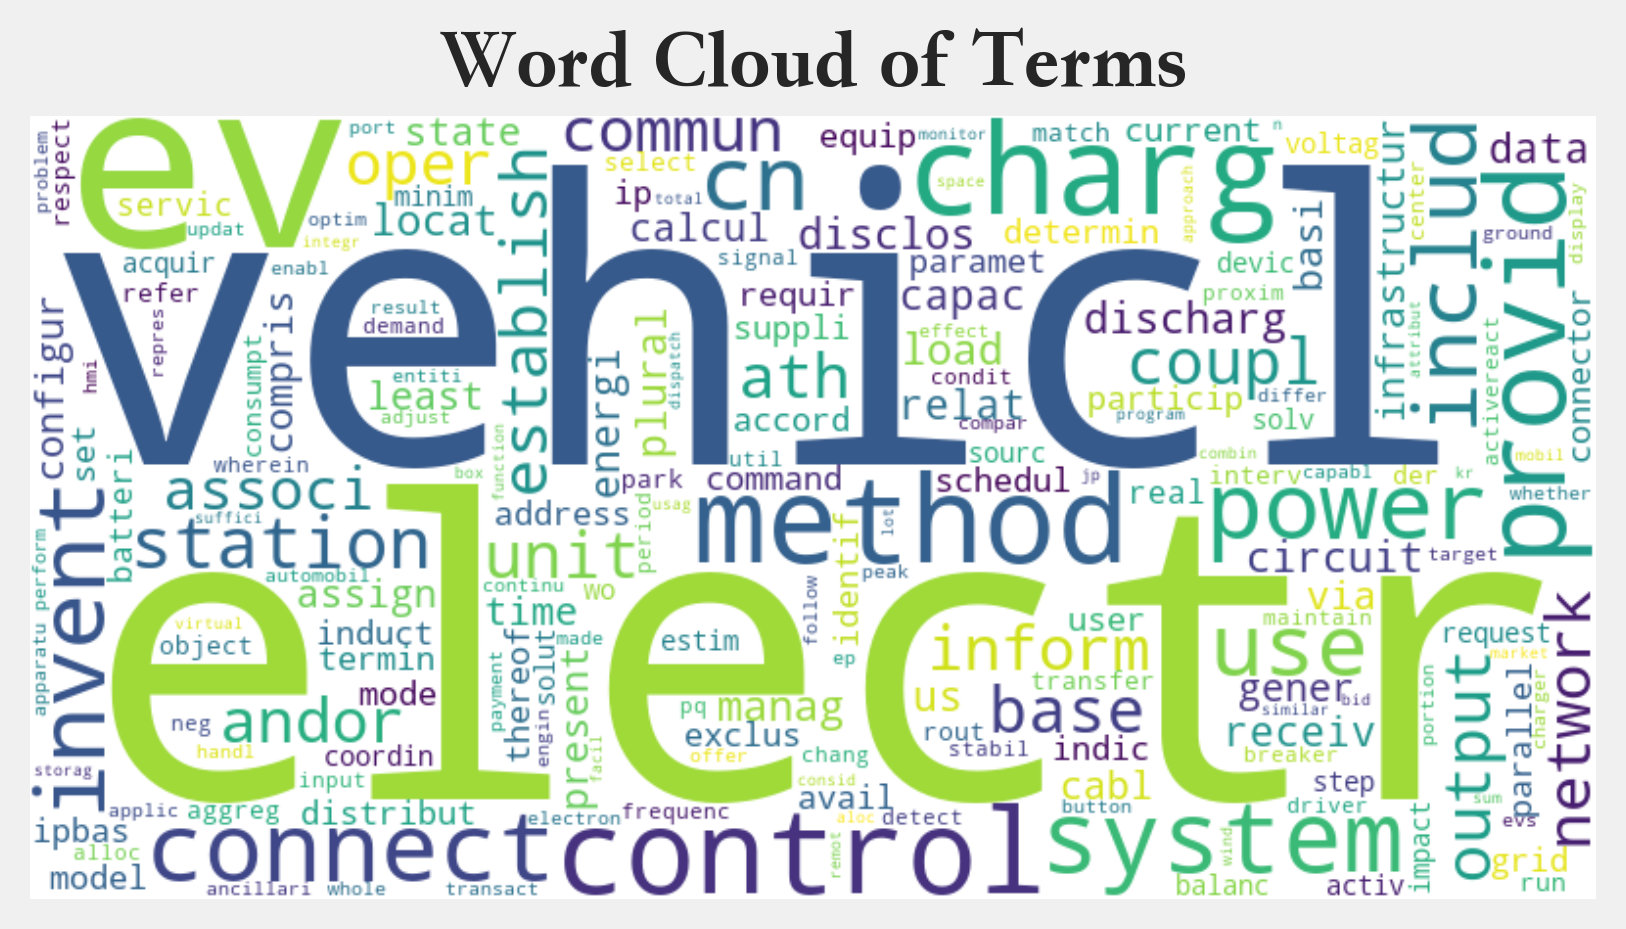 Word Cloud of Terms
problem
respect
ev
port
state
oper
servic
minim
updat
optim
locat
integr
establish
commun
select
ip
total
cn
equip
monitor
charg
space
match
current
n
approach
voltag
infrastructur
center
includ
data
provid
display
ground
calcul
disclos
determin
basi
acquir
refer
enabl
vehicl
signal
paramet
devic
requir
capac
proxim
configur
hmi
repres
compris
consumpt
result
demand
entiti
least
adjust
energi
plural
dispatch
suppli
ath
accord
effect
load
condit
relat
compar
discharg
coupl
particip
program
differ
solv
attribut
activereact
connector
set
batteri
wherein
associ
suffici
box
function
util
park
command
sourc
schedul
jp
combin
interv
capabl
der
kr
mobil
whether
real
power
invent
station
address
period
usag
method
lot
circuit
target
electr
unit
automobil
assign
continu
WO
time
identif
peak
follow
via
maintain
user
use
request
market
network
apparatu
perform
virtual
object
induct
termin
mode
thereof
solut
made
payment
engin
present
facil
estim
ep
inform
transfer
us
base
gener
similar
bid
portion
output
parallel
charger
neg
andor
handl
coordin
input
pq
manag
exclus
offer
chang
consid
rout
stabil
indic
receiv
breaker
step
storag
applic
aggreg
distribut
electron
frequenc
avail
aloc
detect
cabl
button
driver
sum
evs
ipbas
alloc
model
connect
control
remot
system
wind
balanc
impact
activ
grid
run
ancillari
whole
transact